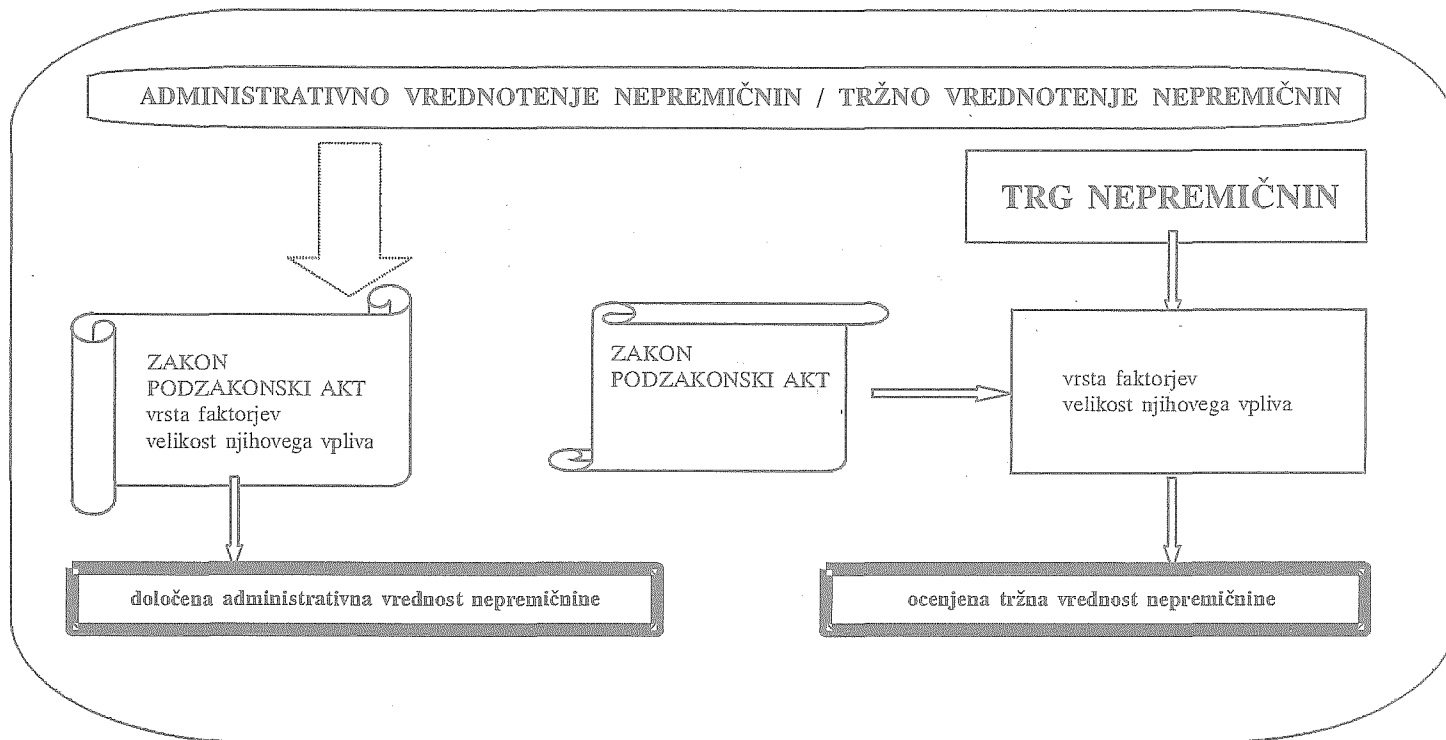 ADMINISTRATIVNO VREDNOTENJE NEPREMIČNIN / TRŽNO VREDNOTENJE NEPREMIČNIN
TRG NEPREMIČNIN
ZAKON
PODZAKONSKI AKT
vrsta faktorjev
velikost njihovega vpliva
ZAKON
PODZAKONSKI AKT
vrsta faktorjev
velikost njihovega vpliva
določena administrativna vrednost nepremičnine
ocenjena tržna vrednost nepremičnine